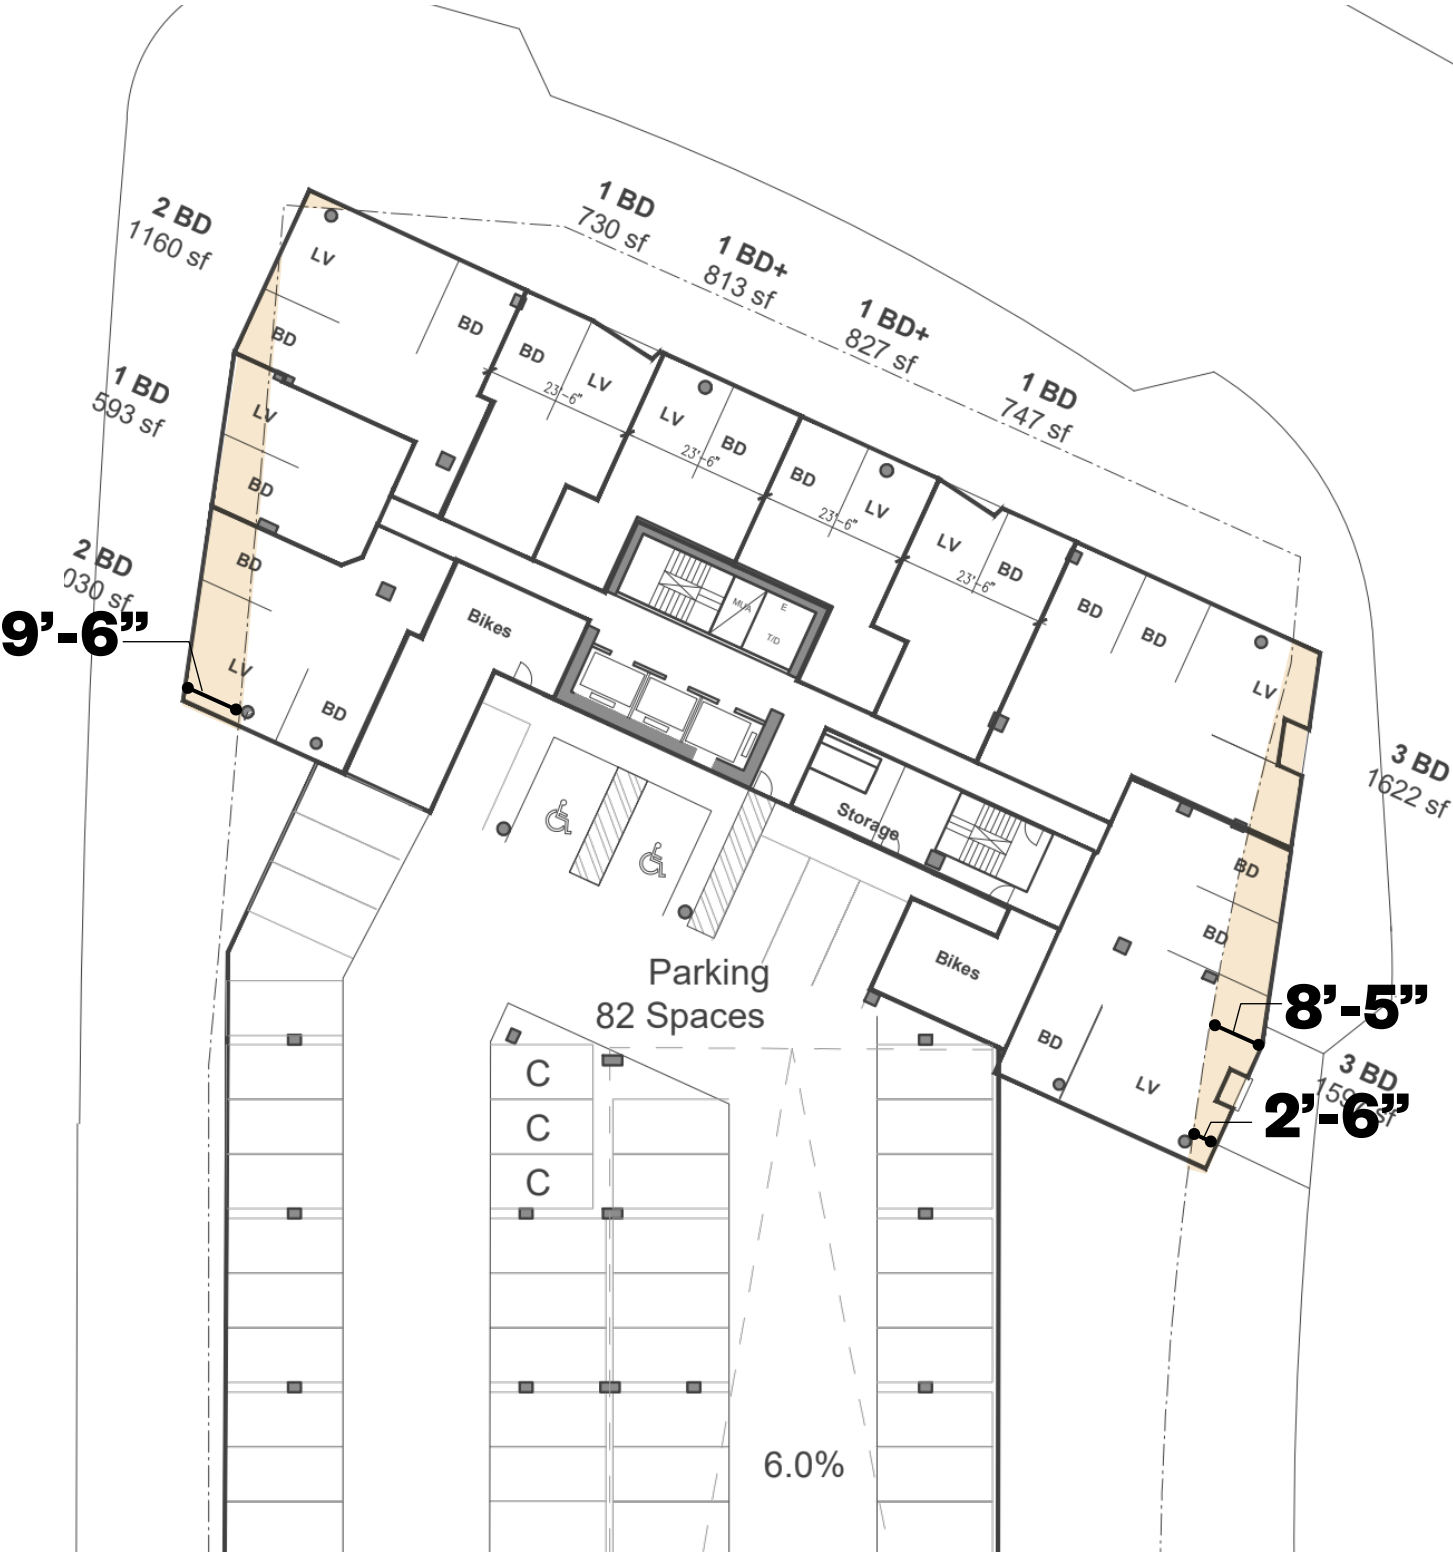 2 BD
1160 sf
1 BD
730 sf
1 BD+
813 sf
1 BD+
827 sf
1 BD
747 sf
1 BD
593 sf
2 BD
030 sf
9’-6”
3 BD
1622 sf
8’-5”
3 BD
2’-6”
LV
BD
BD
LV
BD
BD
LV
BD
BD
LV
23'-6"
LV
BD
23'-6"
BD
LV
23'-6"
LV
BD
23'-6"
BD
BD
LV
BD
BD
BD
LV
Bikes
MUA
E
T/D
Storage
Bikes
Parking
82 Spaces
C
C
C
6.0%